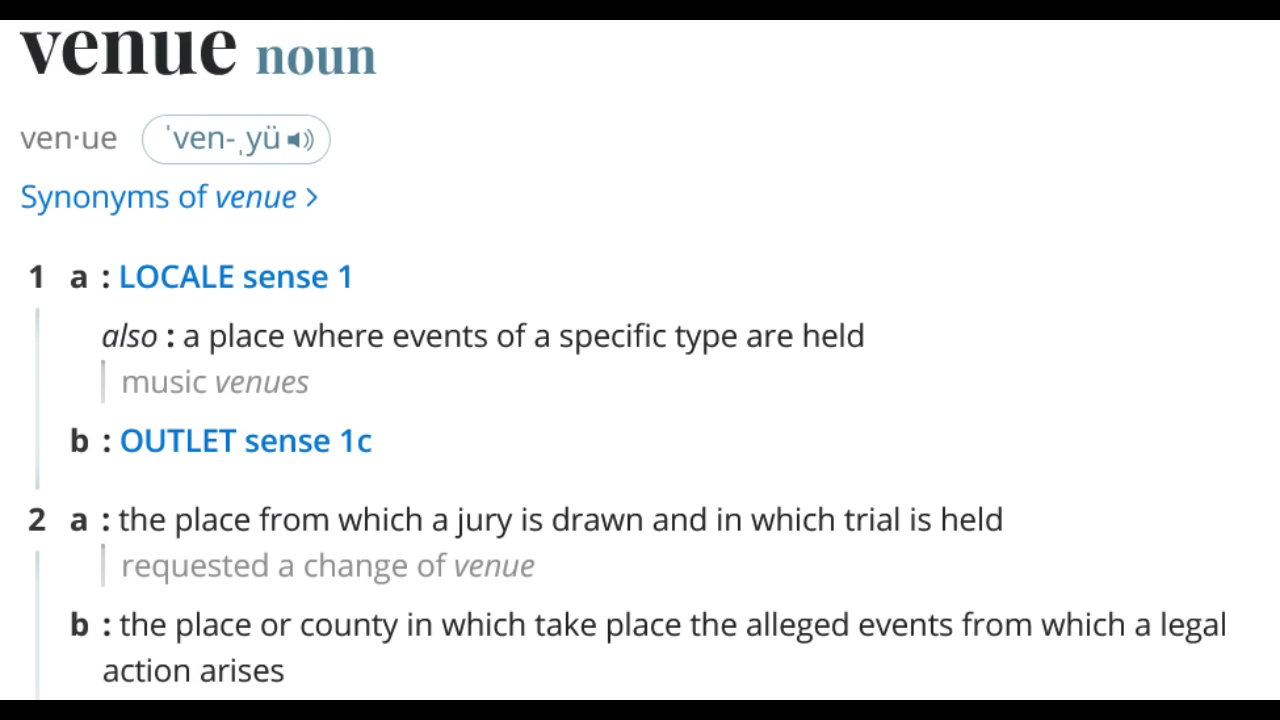 venue noun
ven·ue ˈven-ˌyü
Synonyms of venue >
1 a : LOCALE sense 1
also : a place where events of a specific type are held
music venues
b : OUTLET sense 1c
2 a : the place from which a jury is drawn and in which trial is held
requested a change of venue
b : the place or county in which take place the alleged events from which a legal
action arises